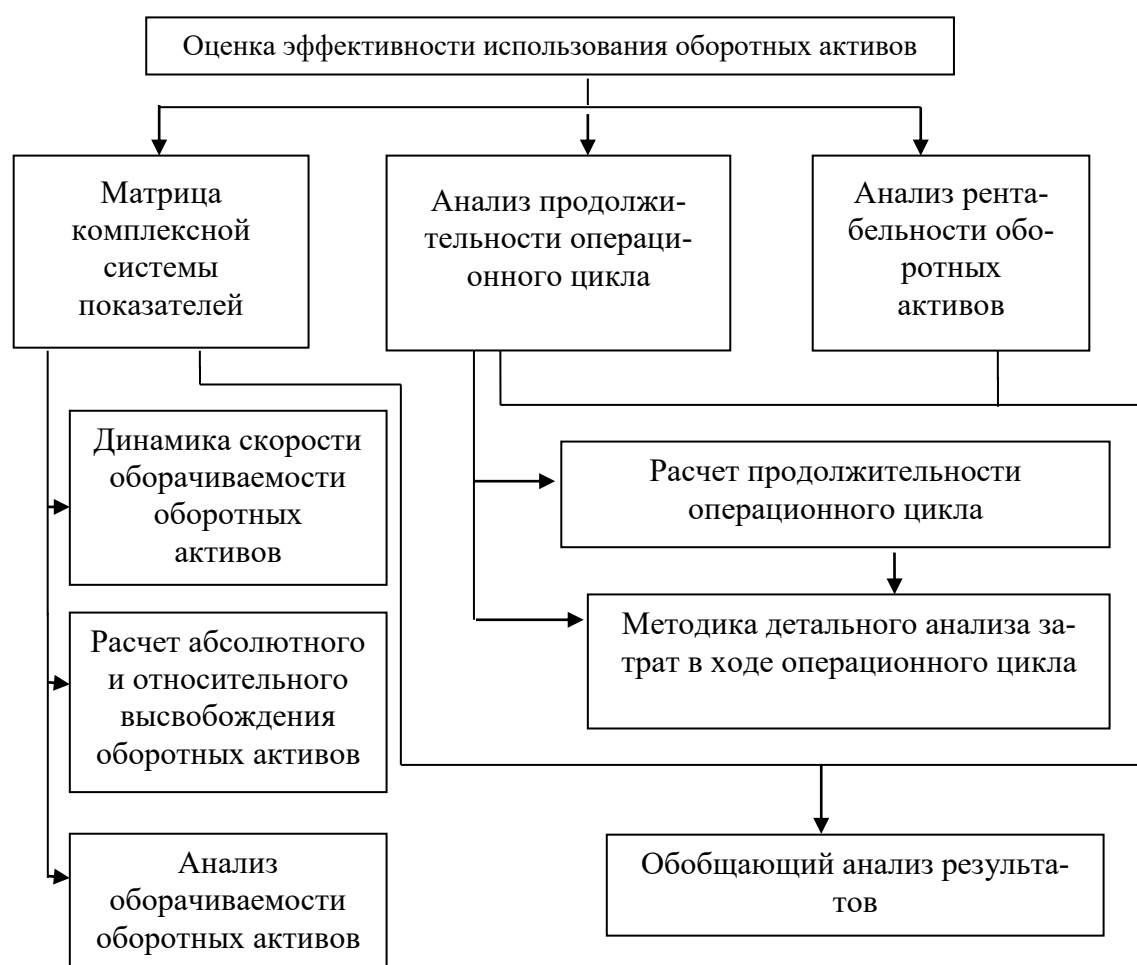 Оценка эффективности использования оборотных активов
Матрица
комплексной
системы
показателей
Анализ продолжи-
тельности операци-
онного цикла
Анализ рента-
бельности обо-
ротных
активов
Динамика скорости
оборачиваемости
оборотных
активов
Расчет продолжительности
операционного цикла
Расчет абсолютного
и относительного
высвобождения
оборотных активов
Методика детального анализа за-
трат в ходе операционного цикла
Анализ
оборачиваемости
оборотных активов
Обобщающий анализ результа-
тов